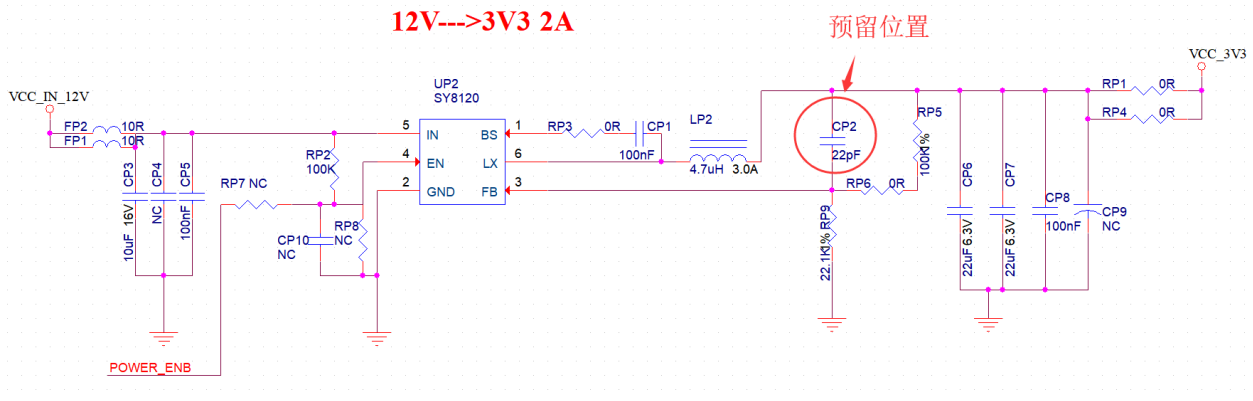 12V--->3V3 2A
预留位置
VCC_3V3
VCC_IN_12V
UP2
SY8120
RP1 0R
RP4 0R
FP2 10R
FP1 10R
5 IN
BS 1
4 EN
LX 6
2 GND
FB 3
RP3 0R
CP1
100nF
LP2
4.7uH 3.0A
CP2
22pF
RP5
100K1%
RP6 0R
RP9
22.1K1%
RP2
100K
RP7 NC
RP8
NC
CP10
NC
CP3
10uF 16V
CP4
NC
CP5
100nF
CP6
22uF 6.3V
CP7
22uF 6.3V
CP8
100nF
CP9
NC
POWER_ENB